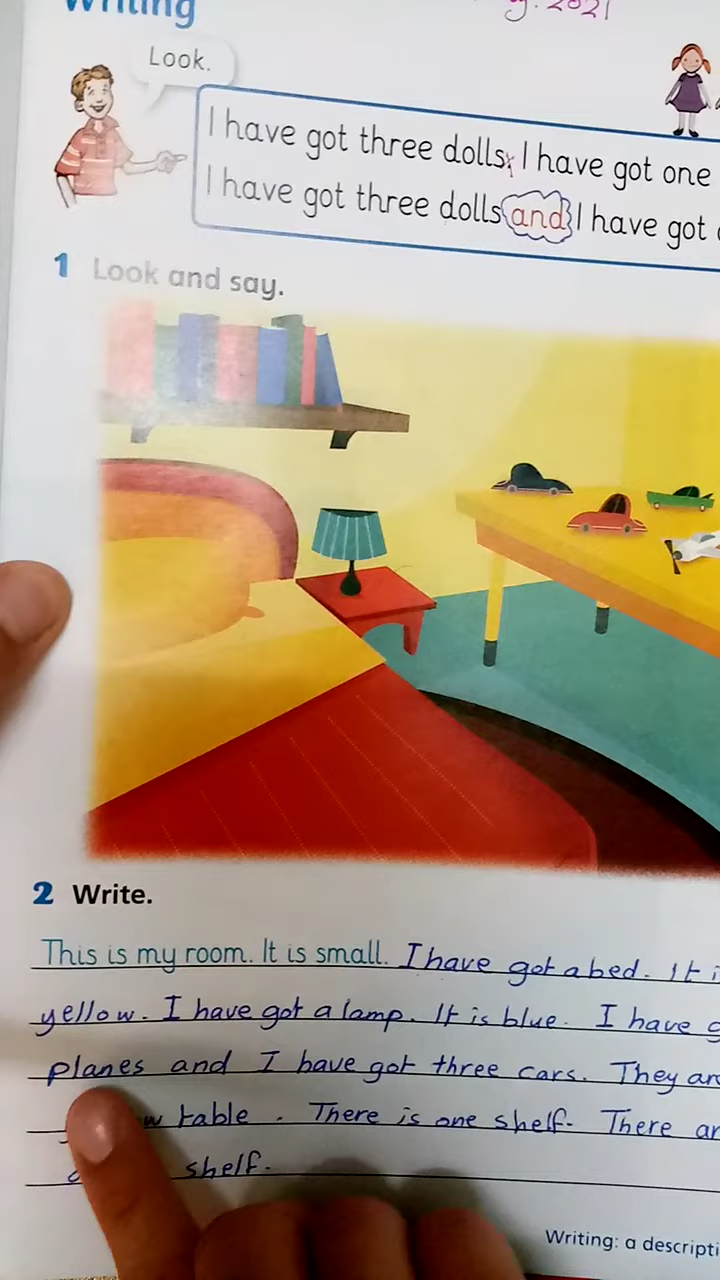 Writing
y. 2021
Look.
I have got three dolls. I have got one
I have got three dolls and I have got
1 Look and say.
2 Write.
This is my room. It is small. I have got a bed. It i
yellow. I have got a lamp. It is blue. I have g
planes and I have got three cars. They are
table. There is one shelf. There ar
shelf.
Writing: a descripti